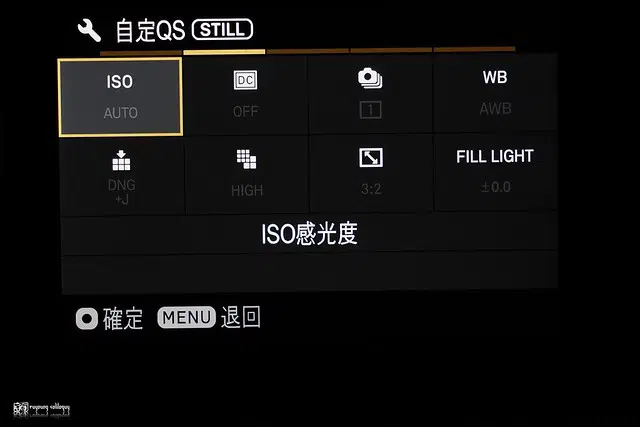 自定QS STILL
ISO
AUTO
DC
OFF
1
WB
AWB
DNG
+J
HIGH
3:2
FILL LIGHT
±0.0
ISO感光度
確定 MENU 退回